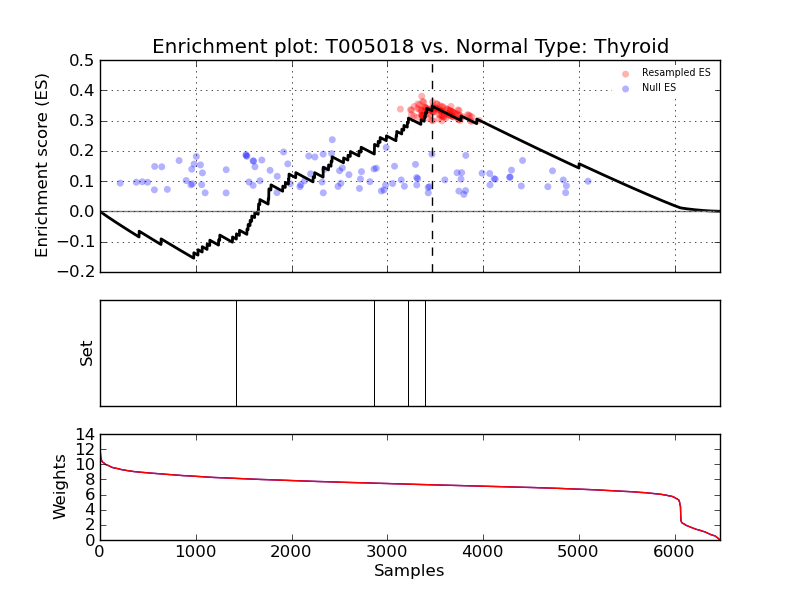 Enrichment plot: T005018 vs. Normal Type: Thyroid
Enrichment score (ES)
0.5
0.4
0.3
0.2
0.1
0.0
−0.1
−0.2
Resampled ES
Null ES
Set
Weights
14
12
10
8
6
4
2
0
0 1000 2000 3000 4000 5000 6000
Samples